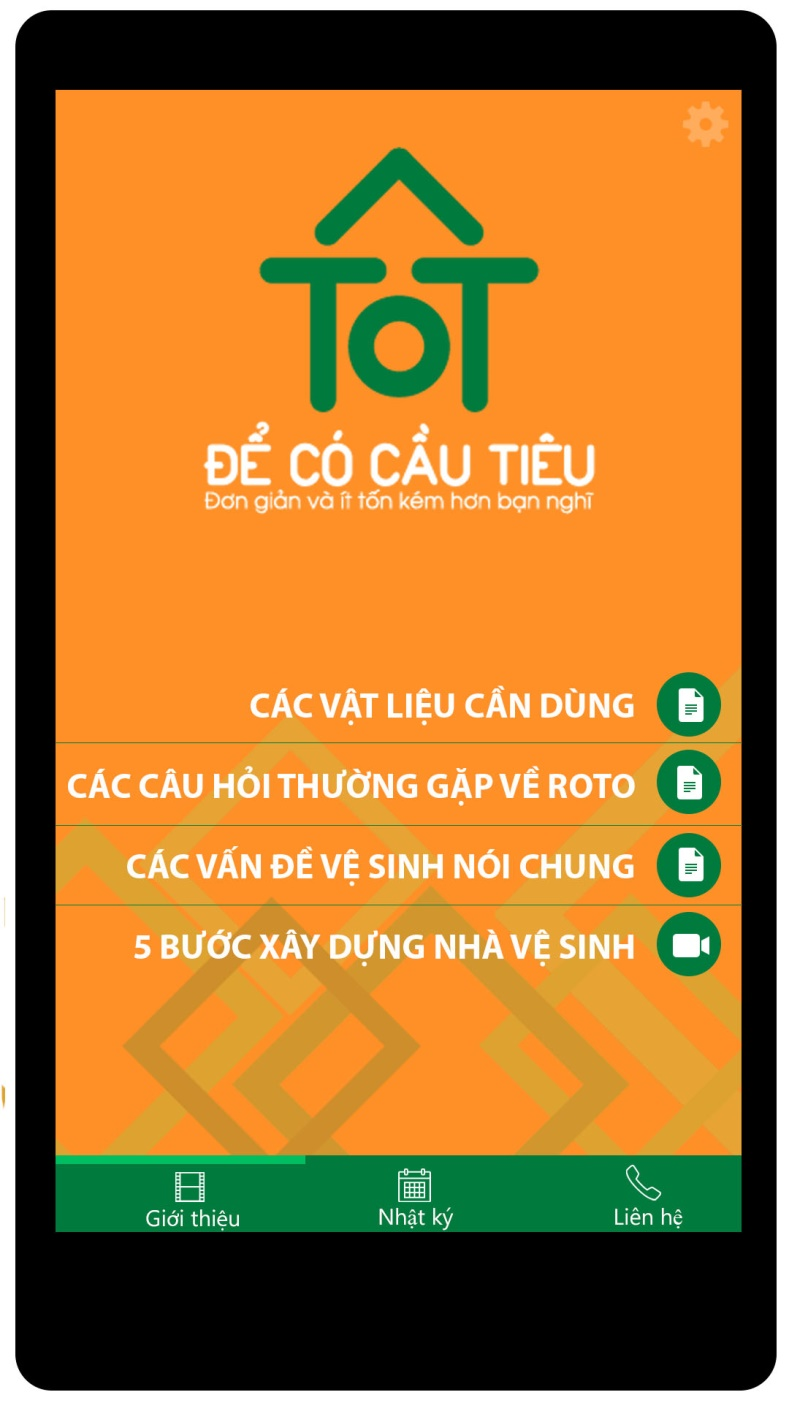 TỐT
ĐỂ CÓ CẦU TIÊU
Đơn giản và ít tốn kém hơn bạn nghĩ
CÁC VẬT LIỆU CẦN DÙNG
CÁC CÂU HỎI THƯỜNG GẶP VỀ ROTO
CÁC VẤN ĐỀ VỆ SINH NÓI CHUNG
5 BƯỚC XÂY DỰNG NHÀ VỆ SINH
Giới thiệu
Nhật ký
Liên hệ